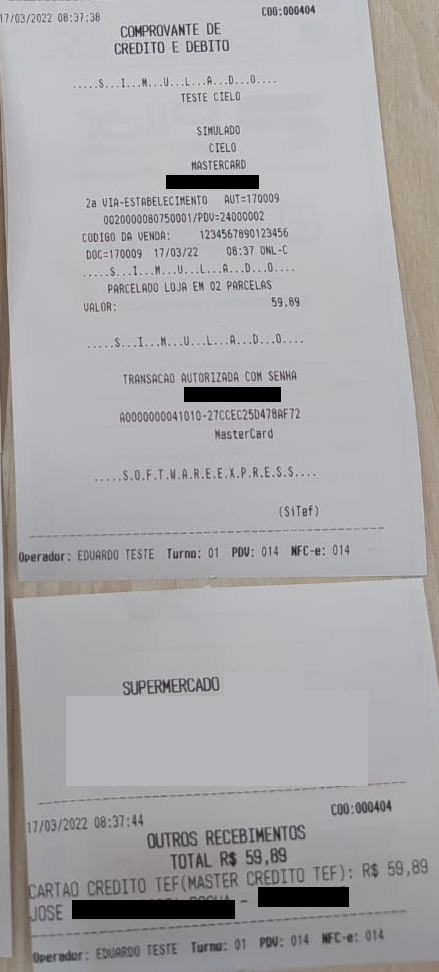 17/03/2022 08:37:38 COO:000404
COMPROVANTE DE
CREDITO E DEBITO
.....S...I...M...U...L...A...D...O....
TESTE CIELO
SIMULADO
CIELO
MASTERCARD
2a VIA-ESTABELECIMENTO AUT=170009
0020000080750001/PDV=24000002
CODIGO DA VENDA: 1234567890123456
DOC=170009 17/03/22 08:37 ONL-C
.....S...I...M...U...L...A...D...O....
PARCELADO LOJA EM 02 PARCELAS
VALOR: 59,89
.....S...I...M...U...L...A...D...O....
TRANSACAO AUTORIZADA COM SENHA
A0000000041010-27CCEC25D478AF72
MasterCard
.....S.O.F.T.W.A.R.E.E.X.P.R.E.S.S....
(SiTef)
Operador: EDUARDO TESTE Turno: 01 PDV: 014 NFC-e: 014
SUPERMERCADO
17/03/2022 08:37:44 COO:000404
OUTROS RECEBIMENTOS
TOTAL R$ 59,89
CARTAO CREDITO TEF(MASTER CREDITO TEF): R$ 59,89
JOSE -
Operador: EDUARDO TESTE Turno: 01 PDV: 014 NFC-e: 014